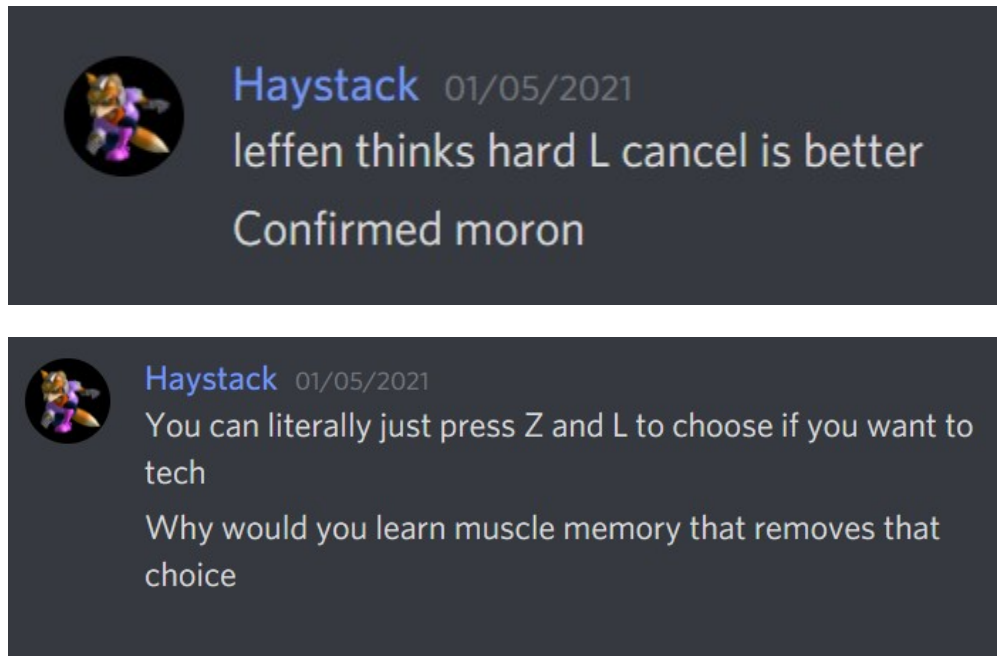 Haystack 01/05/2021
leffen thinks hard L cancel is better
Confirmed moron
Haystack 01/05/2021
You can literally just press Z and L to choose if you want to
tech
Why would you learn muscle memory that removes that
choice